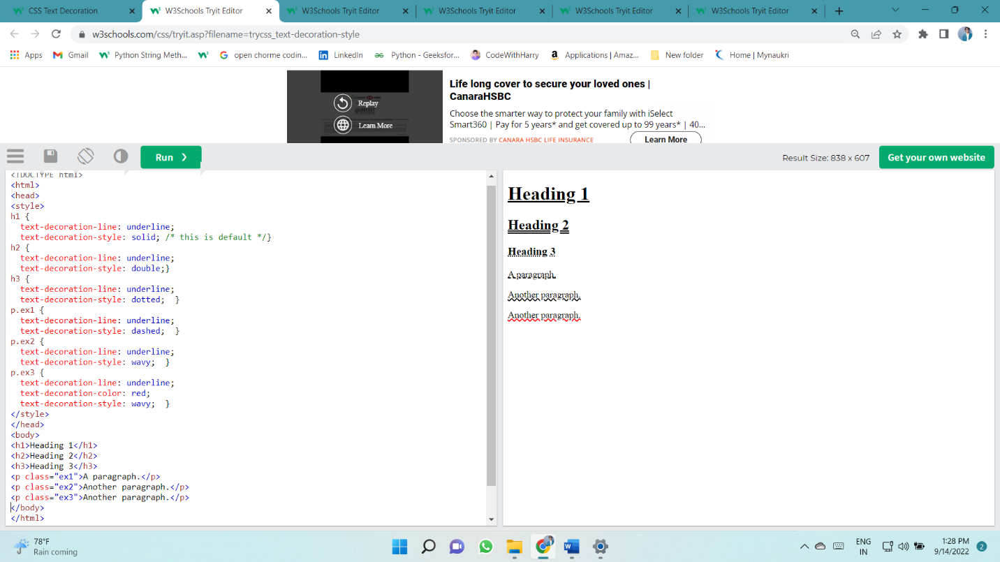 CSS Text Decoration
W3Schools Tryit Editor
W3Schools Tryit Editor
W3Schools Tryit Editor
W3Schools Tryit Editor
W3Schools Tryit Editor
w3schools.com/css/tryit.asp?filename=trycss_text-decoration-style
Apps
Gmail
Python String Meth...
open chorme codin...
LinkedIn
Python - Geeksfor...
CodeWithHarry
Applications | Amaz...
New folder
Home | Mynaukri
Replay
Learn More
Life long cover to secure your loved ones |
CanaraHSBC
Choose the smarter way to protect your family with iSelect
Smart360 | Pay for 5 years* and get covered up to 99 years* | 40...
SPONSORED BY CANARA HSBC LIFE INSURANCE
Learn More
Run ❯
Result Size: 838 x 607
Get your own website
<!DOCTYPE html>
<html>
<head>
<style>
h1 {
  text-decoration-line: underline;
  text-decoration-style: solid; /* this is default */}
h2 {
  text-decoration-line: underline;
  text-decoration-style: double;}
h3 {
  text-decoration-line: underline;
  text-decoration-style: dotted;  }
p.ex1 {
  text-decoration-line: underline;
  text-decoration-style: dashed;  }
p.ex2 {
  text-decoration-line: underline;
  text-decoration-style: wavy;  }
p.ex3 {
  text-decoration-line: underline;
  text-decoration-color: red;
  text-decoration-style: wavy;  }
</style>
</head>
<body>
<h1>Heading 1</h1>
<h2>Heading 2</h2>
<h3>Heading 3</h3>
<p class="ex1">A paragraph.</p>
<p class="ex2">Another paragraph.</p>
<p class="ex3">Another paragraph.</p>
</body>
</html>
Heading 1
Heading 2
Heading 3
A paragraph.
Another paragraph.
Another paragraph.
78°F
Rain coming
ENG
IN
1:28 PM
9/14/2022
2